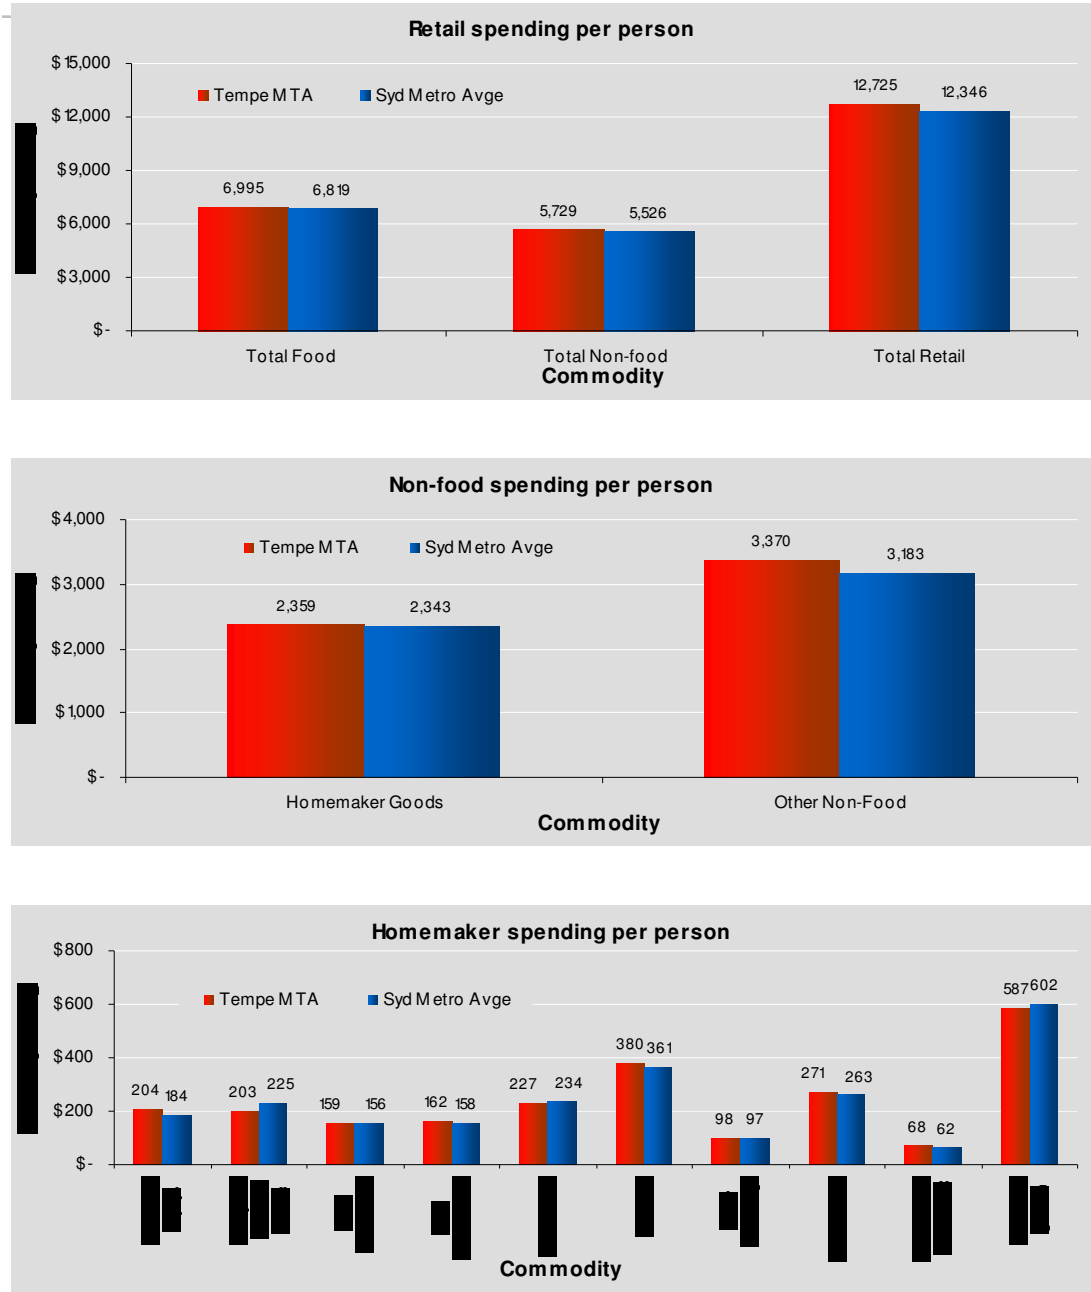 Retail spending per person
$15,000
$12,000
$9,000
$6,000
$3,000
$-
Tempe MTA Syd Metro Avge
6,995 6,819 5,729 5,526 12,725 12,346
Total Food Total Non-food Total Retail
Commodity
Non-food spending per person
$4,000
$3,000
$2,000
$1,000
$-
Tempe MTA Syd Metro Avge
2,359 2,343 3,370 3,183
Homemaker Goods Other Non-Food
Commodity
Homemaker spending per person
$800
$600
$400
$200
$-
Tempe MTA Syd Metro Avge
204 184 203 225 159 156 162 158 227 234 380 361 98 97 271 263 68 62 587 602
Commodity